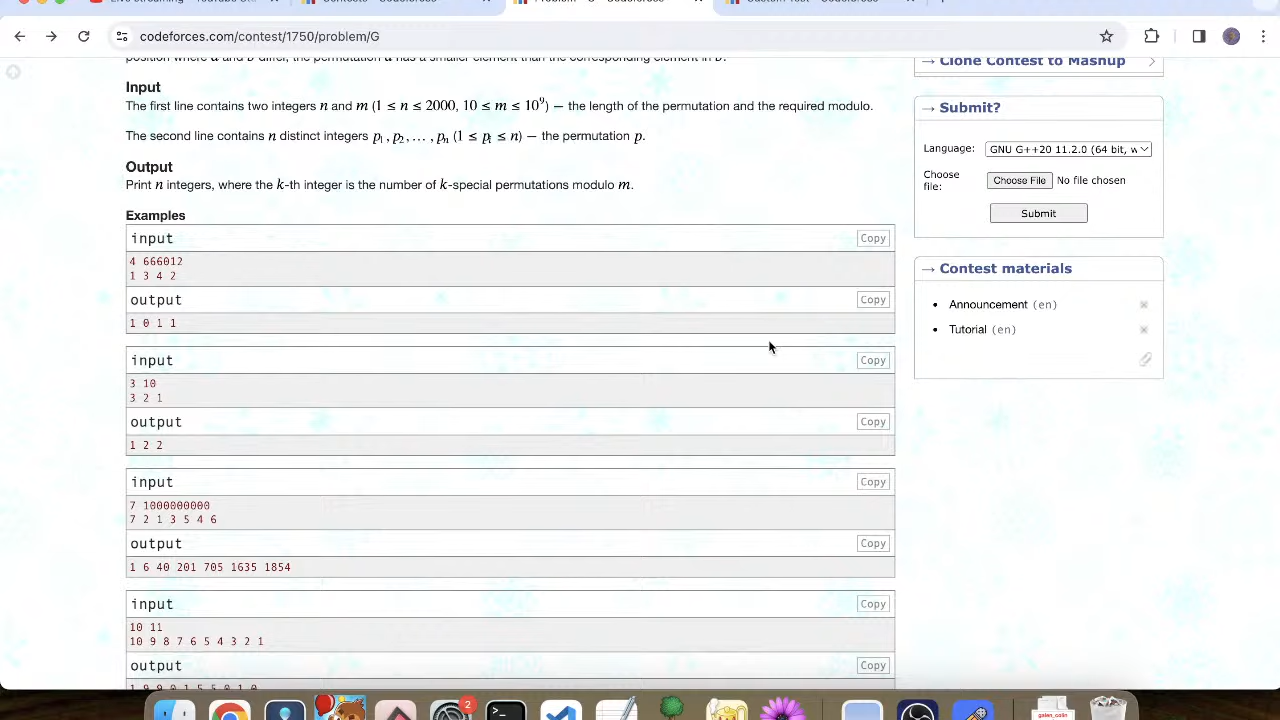 codeforces.com/contest/1750/problem/G
→ Clone Contest to Mashup
Input
The first line contains two integers n and m (1 ≤ n ≤ 2000, 10 ≤ m ≤ 10⁹) — the length of the permutation and the required modulo.
The second line contains n distinct integers p₁, p₂, … , pₙ (1 ≤ pᵢ ≤ n) — the permutation p.
Output
Print n integers, where the k-th integer is the number of k-special permutations modulo m.
Examples
input
Copy
4 666012
1 3 4 2
output
Copy
1 0 1 1
input
Copy
3 10
3 2 1
output
Copy
1 2 2
input
Copy
7 1000000000
7 2 1 3 5 4 6
output
Copy
1 6 40 201 705 1635 1854
input
Copy
10 11
10 9 8 7 6 5 4 3 2 1
output
Copy
→ Submit?
Language:
GNU G++20 11.2.0 (64 bit, w
Choose
file:
Choose File No file chosen
Submit
→ Contest materials
Announcement (en)
Tutorial (en)
2
galen_colin